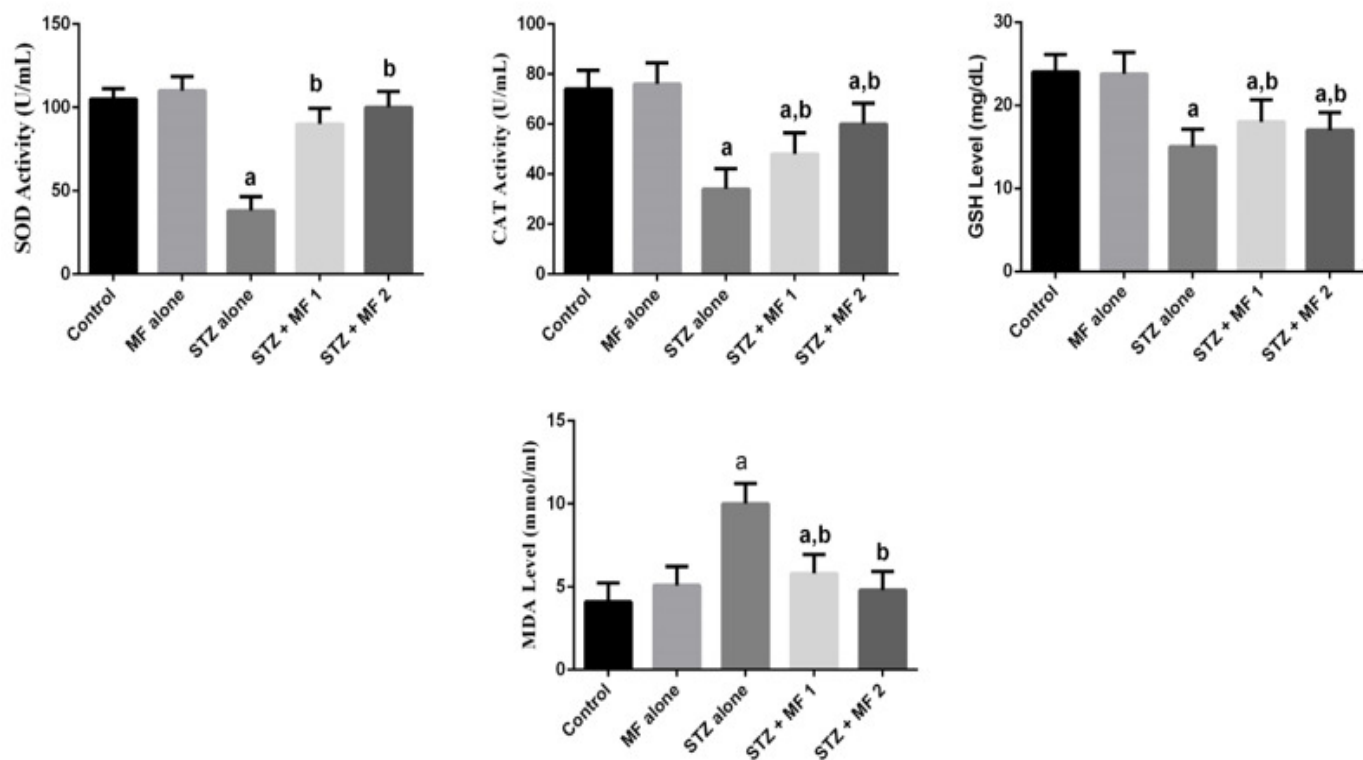 SOD Activity (U/mL)
150
100
50
0
a
b
b
Control
MF alone
STZ alone
STZ + MF 1
STZ + MF 2
CAT Activity (U/mL)
100
80
60
40
20
0
a
a,b
a,b
Control
MF alone
STZ alone
STZ + MF 1
STZ + MF 2
GSH Level (mg/dL)
30
20
10
0
a
a,b
a,b
Control
MF alone
STZ alone
STZ + MF 1
STZ + MF 2
MDA Level (mmol/ml)
15
10
5
0
a
a,b
b
Control
MF alone
STZ alone
STZ + MF 1
STZ + MF 2